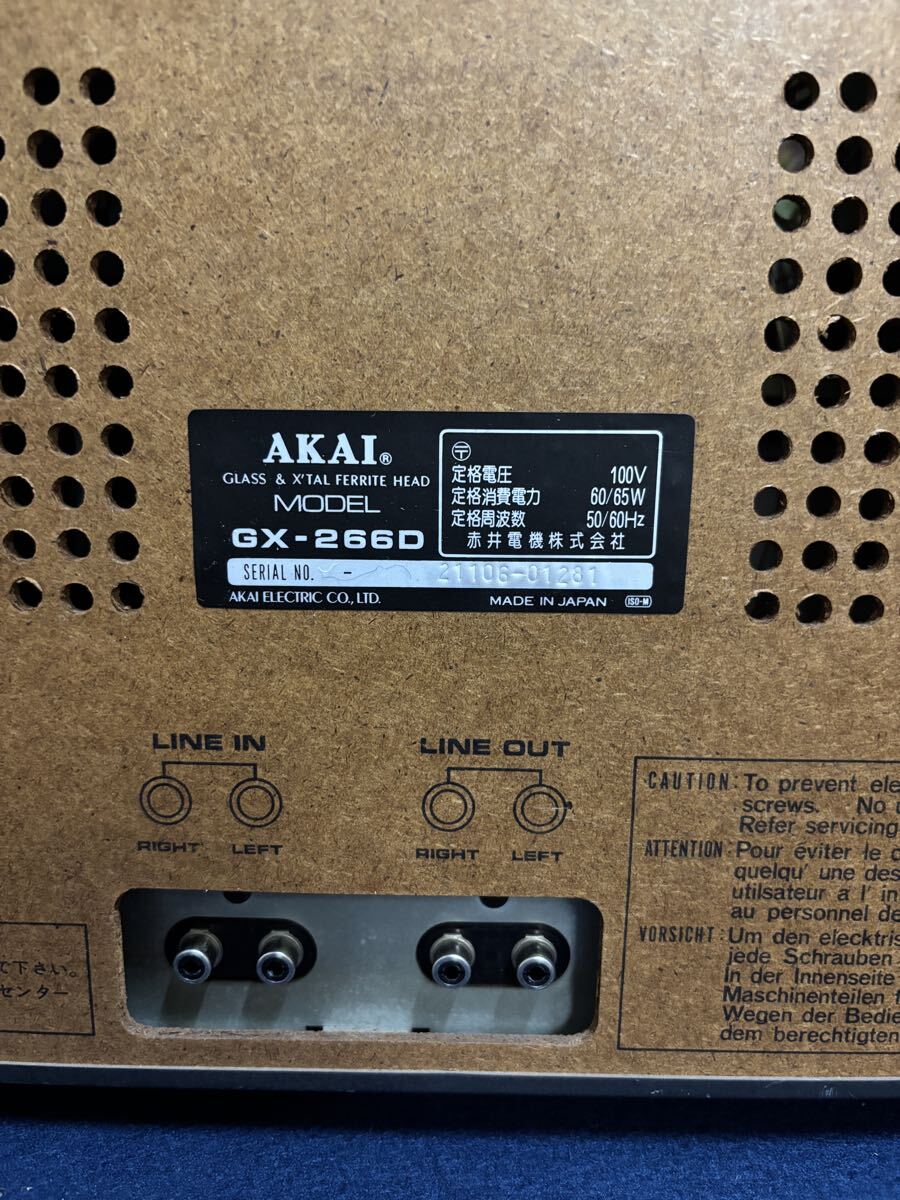 AKAI®
GLASS & X'TAL FERRITE HEAD
MODEL
GX-266D
〒
定格電圧 100V
定格消費電力 60/65W
定格周波数 50/60Hz
赤井電機株式会社
SERIAL NO. - 21106-01281
AKAI ELECTRIC CO., LTD. MADE IN JAPAN ISO-M
LINE IN
RIGHT LEFT
LINE OUT
RIGHT LEFT
下さい。
センター
CAUTION: To prevent ele
screws. No
Refer servicing
ATTENTION: Pour éviter le
quelqu' une des
utilsateur a l' in
au personnel de
VORSICHT: Um den elecktris
jede Schrauben
In der Innenseite
Maschinenteilen f
Wegen der Bedie
dem berechtigten